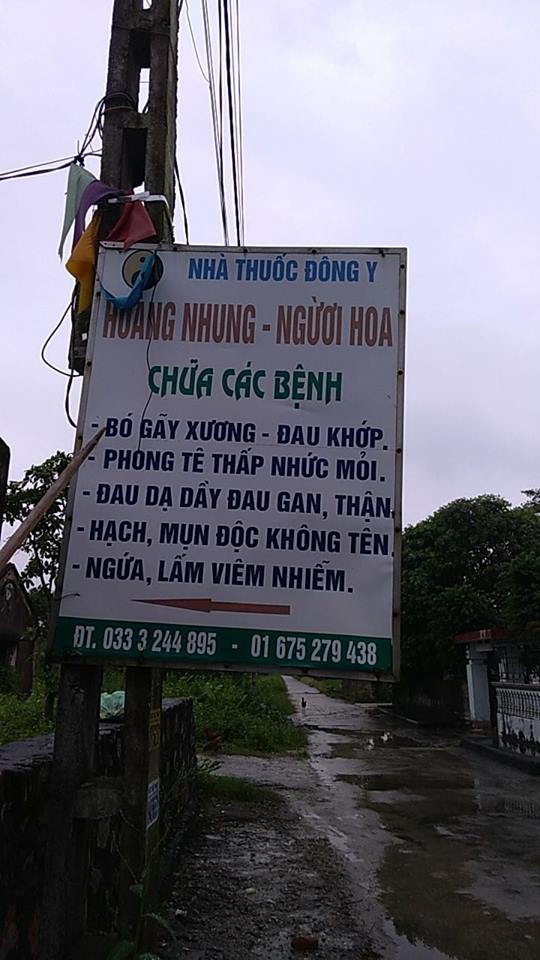 NHÀ THUỐC ĐÔNG Y
HOÀNG NHUNG - NGƯỜI HOA
CHỮA CÁC BỆNH
- BÓ GÃY XƯƠNG - ĐAU KHỚP.
- PHONG TÊ THẤP NHỨC MỎI.
- ĐAU DẠ DẦY ĐAU GAN, THẬN
- HẠCH, MỤN ĐỘC KHÔNG TÊN
- NGỨA, LẤM VIÊM NHIỄM.
ĐT. 033 3 244 895 - 01 675 279 438